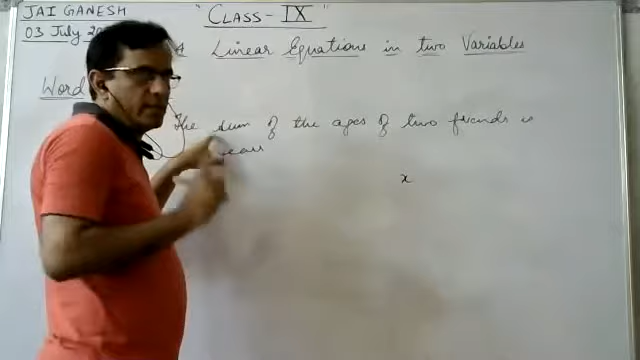 JAI GANESH
" CLASS - IX "
03 July
Linear Equations in two Variables
Word
The sum of the ages of two friends is
years
x